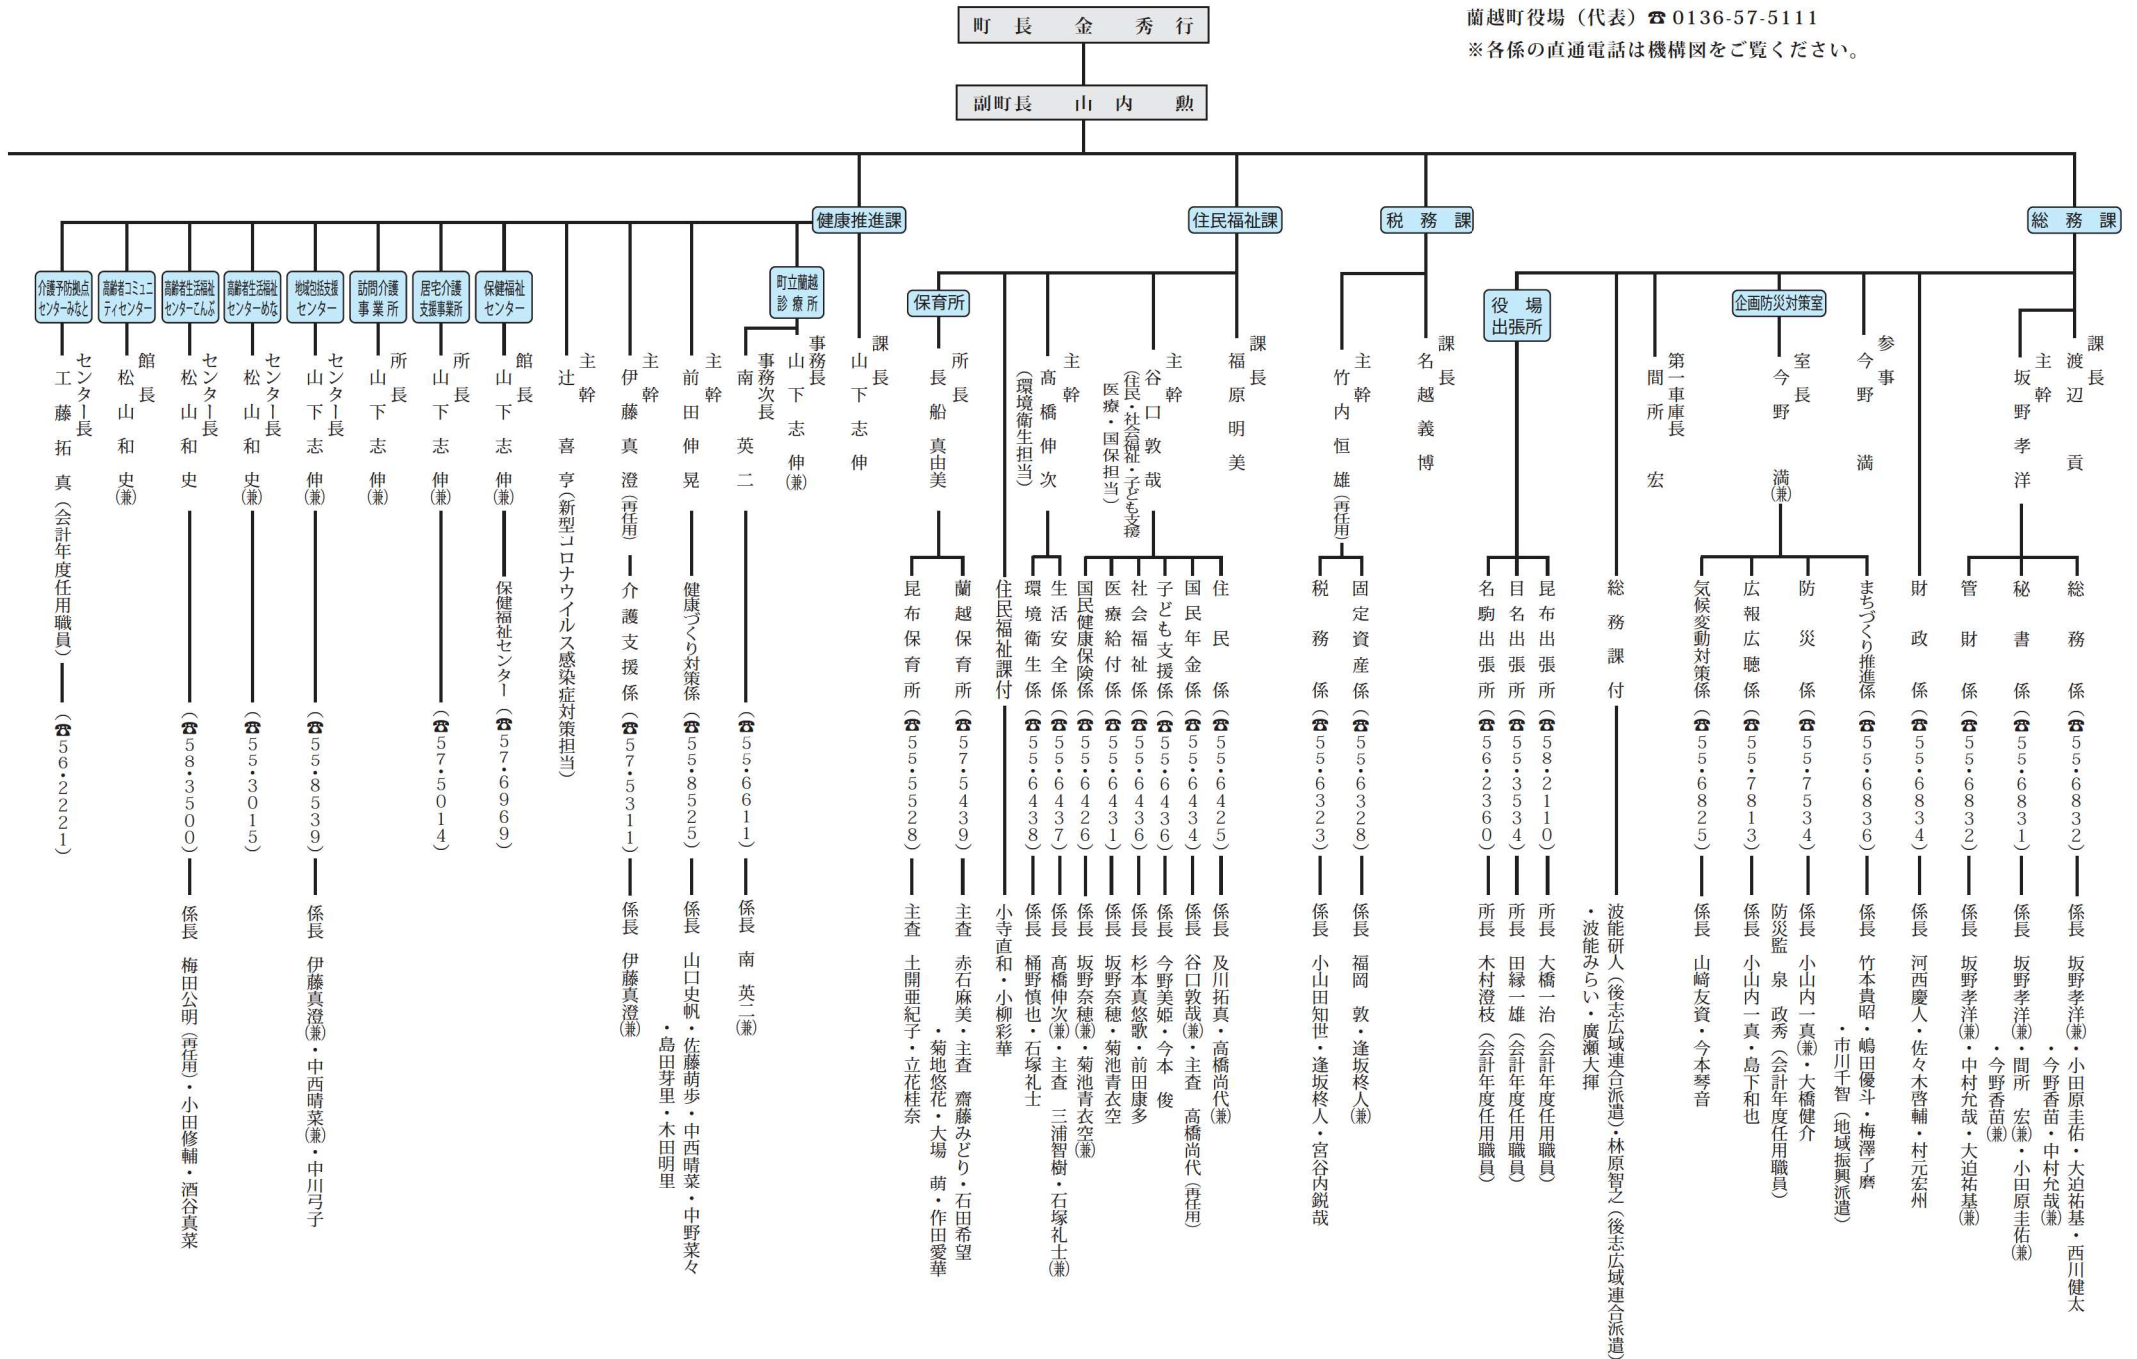 蘭越町役場（代表）☎ 0136-57-5111
※各係の直通電話は機構図をご覧ください。
町　長　　金　　秀　行
副町長　　山　内　　勲
総　務　課
課長
渡辺　貢
主幹
坂野孝洋
総務係（☎55・6832）
係長　坂野孝洋㈱兼・小田原圭佑・大迫祐基・西川健太
・今野香苗・中村允哉（兼）
秘書係（☎55・6831）
係長　坂野孝洋（兼）・間所　宏（兼）・小田原圭佑（兼）
・今野香苗（兼）
管財係（☎55・6832）
係長　坂野孝洋（兼）・中村允哉・大迫祐基（兼）
財政係（☎55・6834）
係長　河西慶人・佐々木啓輔・村元宏州
参事
今野　満
企画防災対策室
室長
今野　満（兼）
まちづくり推進係（☎55・6836）
係長　竹本貴昭・嶋田優斗・梅澤了磨
・市川千智（地域振興派遣）
防災係（☎55・7534）
係長　小山内一真（兼）・大橋健介
防災監　泉　政秀（会計年度任用職員）
広報広聴係（☎55・7813）
係長　小山内一真・島下和也
気候変動対策係（☎55・6825）
係長　山﨑友資・今本琴音
第一車庫長
間所　宏
総務課付
波能研人（後志広域連合派遣）・林原智之（後志広域連合派遣）
・波能みらい・廣瀬大揮
役　場
出張所
昆布出張所（☎58・2110）
所長　大橋一治（会計年度任用職員）
目名出張所（☎55・3534）
所長　田縁一雄（会計年度任用職員）
名駒出張所（☎56・2360）
所長　木村澄枝（会計年度任用職員）
税　務　課
課長
名越義博
主幹
竹内恒雄（再任用）
固定資産係（☎55・6328）
係長　福岡　敦・逢坂柊人（兼）
税務係（☎55・6323）
係長　小山田知世・逢坂柊人・宮谷内鋭哉
住民福祉課
課長
福原明美
主幹
谷口敦哉
（住民・社会福祉・子ども支援
医療・国保担当）
住民係（☎55・6425）
係長　及川拓真・高橋尚代（兼）
国民年金係（☎55・6434）
係長　谷口敦哉（兼）・主査　高橋尚代（再任用）
子ども支援係（☎55・6436）
係長　今野美姫・今本　俊
社会福祉係（☎55・6436）
係長　杉本真悠歌・前田康多
医療給付係（☎55・6431）
係長　坂野奈穂・菊池青衣空
国民健康保険係（☎55・6426）
係長　坂野奈穂（兼）・菊池青衣空（兼）
主幹
髙橋伸次
（環境衛生担当）
生活安全係（☎55・6437）
係長　髙橋伸次（兼）・主査　三浦智樹・石塚礼士（兼）
環境衛生係（☎55・6438）
係長　桶野慎也・石塚礼士
住民福祉課付
小寺直和・小柳彩華
保育所
所長
長船真由美
蘭越保育所（☎57・5439）
主査　赤石麻美・主査　齋藤みどり・石田希望
・菊地悠花・大場　萌・作田愛華
昆布保育所（☎55・5528）
主査　土開亜紀子・立花桂奈
健康推進課
課長
山下志伸
町立蘭越
診療所
事務長
山下志伸（兼）
事務次長
南　英二
（☎55・6611）
係長　南　英二（兼）
主幹
前田伸晃
健康づくり対策係（☎55・8525）
係長　山口史帆・佐藤萌歩・中西晴菜・中野菜々
・島田芽里・木田明里
主幹
伊藤真澄（再任用）
介護支援係（☎57・5311）
係長　伊藤真澄（兼）
主幹
辻　喜亨（新型コロナウイルス感染症対策担当）
保健福祉
センター
館長
山下志伸（兼）
保健福祉センター（☎57・6969）
居宅介護
支援事業所
所長
山下志伸（兼）
（☎57・5014）
訪問介護
事業所
所長
山下志伸（兼）
地域包括支援
センター
センター長
山下志伸（兼）
（☎55・8539）
係長　伊藤真澄（兼）・中西晴菜（兼）・中川弓子
高齢者生活福祉
センターめな
センター長
松山和史（兼）
（☎55・3015）
高齢者生活福祉
センターこんぶ
センター長
松山和史
（☎58・3500）
係長　梅田公明（再任用）・小田修輔・酒谷真菜
高齢者コミュニ
ティセンター
館長
松山和史（兼）
介護予防拠点
センターみなと
センター長
工藤拓真（会計年度任用職員）
（☎56・2221）